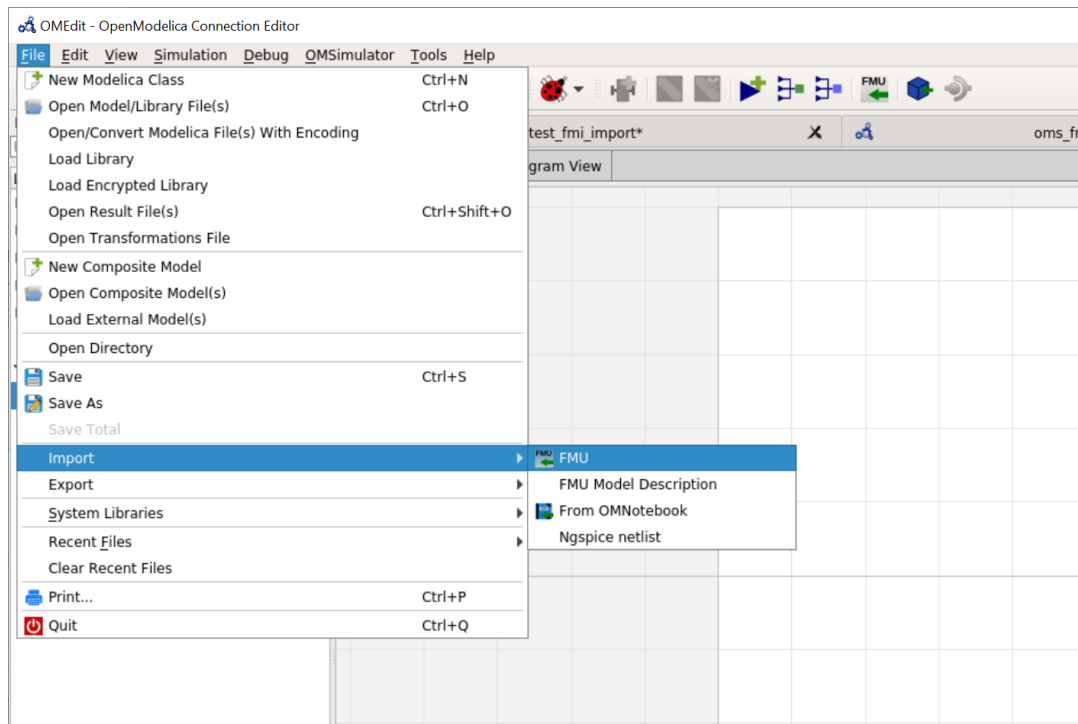 OMEdit - OpenModelica Connection Editor
File Edit View Simulation Debug OMSimulator Tools Help
New Modelica Class Ctrl+N
Open Model/Library File(s) Ctrl+O
Open/Convert Modelica File(s) With Encoding
Load Library
Load Encrypted Library
Open Result File(s) Ctrl+Shift+O
Open Transformations File
New Composite Model
Open Composite Model(s)
Load External Model(s)
Open Directory
Save Ctrl+S
Save As
Save Total
Import
Export
System Libraries
Recent Files
Clear Recent Files
Print... Ctrl+P
Quit Ctrl+Q
FMU
test_fmi_import* oms_fr
gram View
FMU FMU
FMU Model Description
From OMNotebook
Ngspice netlist